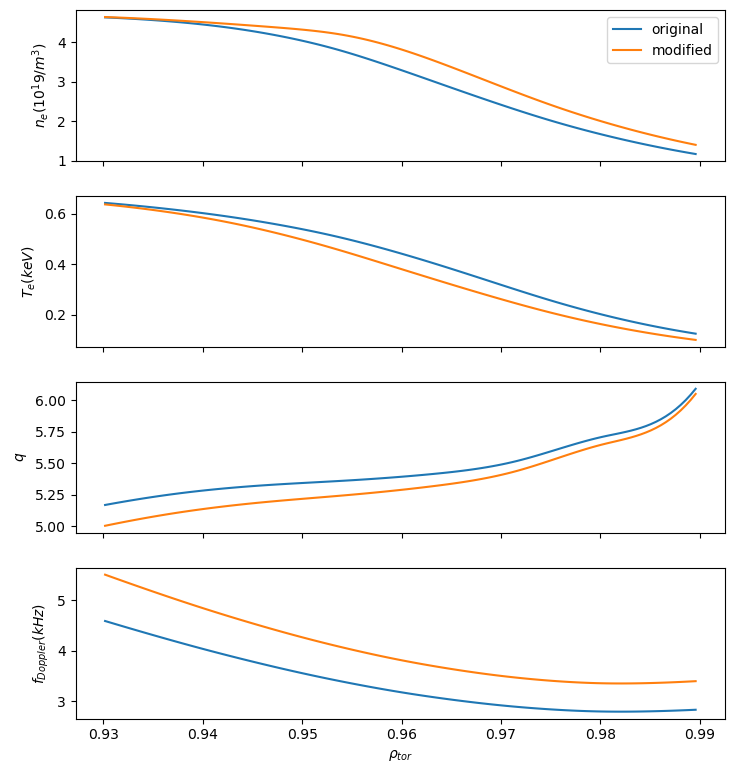 original
modified
4
3
2
1
n_e(10^19/m^3)
0.6
0.4
0.2
T_e(keV)
6.00
5.75
5.50
5.25
5.00
q
5
4
3
f_Doppler(kHz)
0.93 0.94 0.95 0.96 0.97 0.98 0.99
ρ_tor